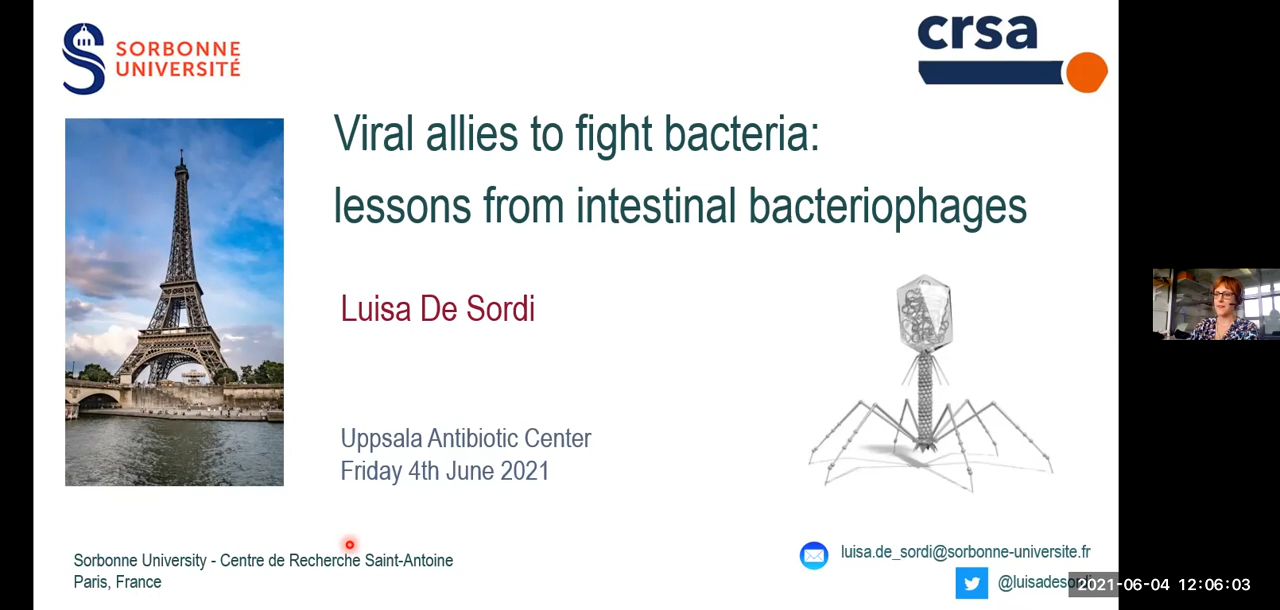 SORBONNE
UNIVERSITÉ
crsa
Viral allies to fight bacteria:
lessons from intestinal bacteriophages
Luisa De Sordi
Uppsala Antibiotic Center
Friday 4th June 2021
Sorbonne University - Centre de Recherche Saint-Antoine
Paris, France
luisa.de_sordi@sorbonne-universite.fr
2021-06-04 12:06:03